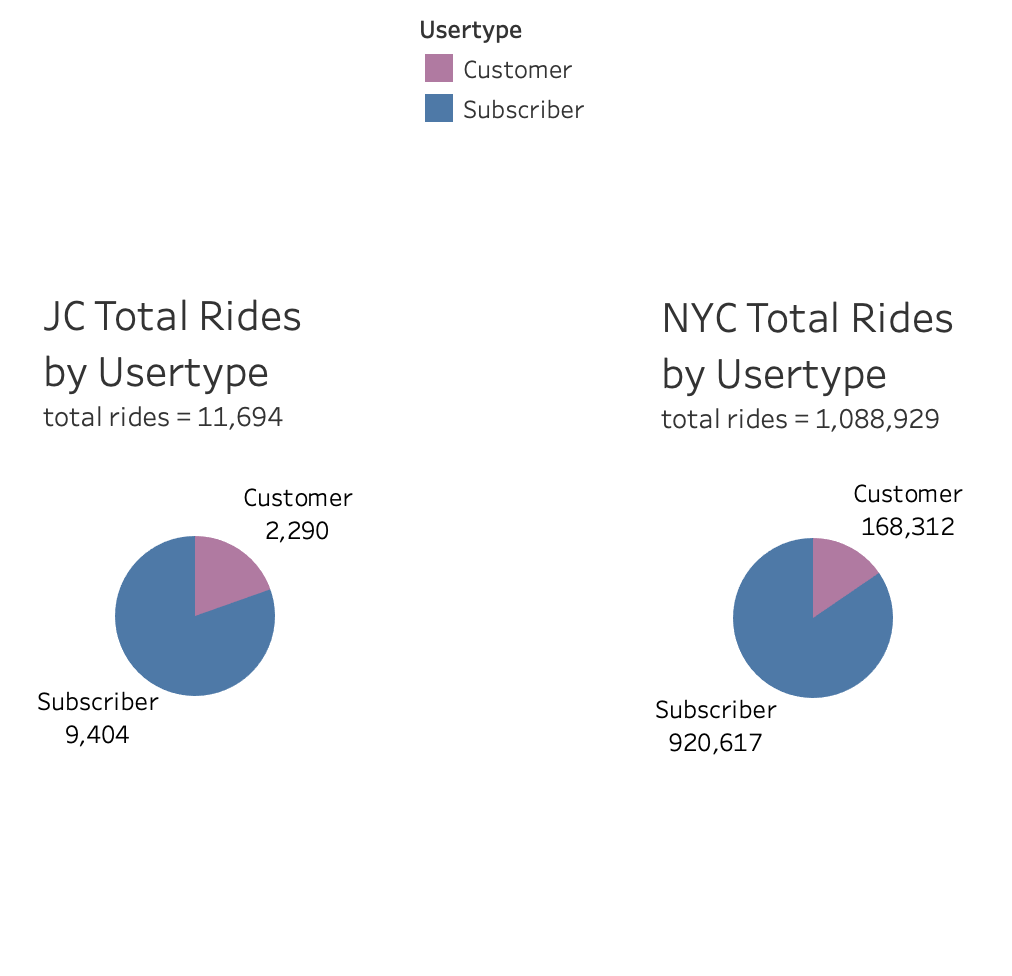 Usertype
Customer
Subscriber
JC Total Rides
by Usertype
total rides = 11,694
Customer
2,290
Subscriber
9,404
NYC Total Rides
by Usertype
total rides = 1,088,929
Customer
168,312
Subscriber
920,617